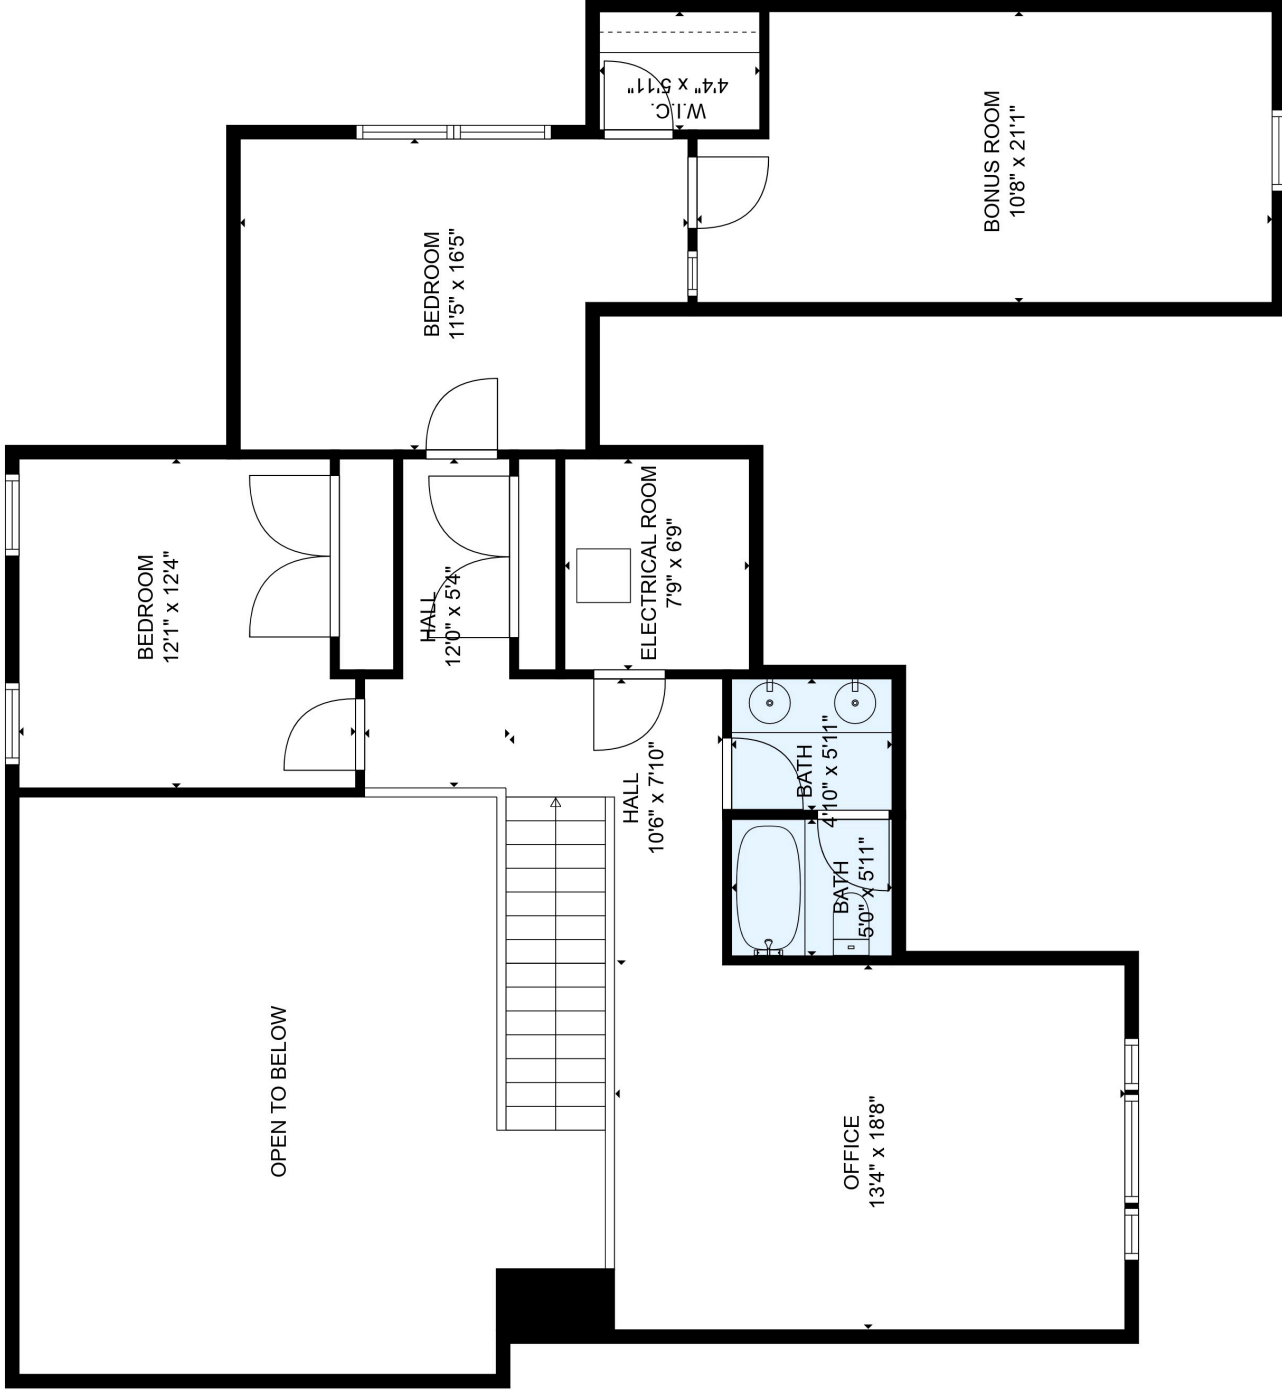 W.I.C.
4'4" x 5'11"
BONUS ROOM
10'8" x 21'1"
BEDROOM
11'5" x 16'5"
BEDROOM
12'1" x 12'4"
HALL
12'0" x 5'4"
ELECTRICAL ROOM
7'9" x 6'9"
HALL
10'6" x 7'10"
BATH
4'10" x 5'11"
BATH
5'0" x 5'11"
OPEN TO BELOW
OFFICE
13'4" x 18'8"